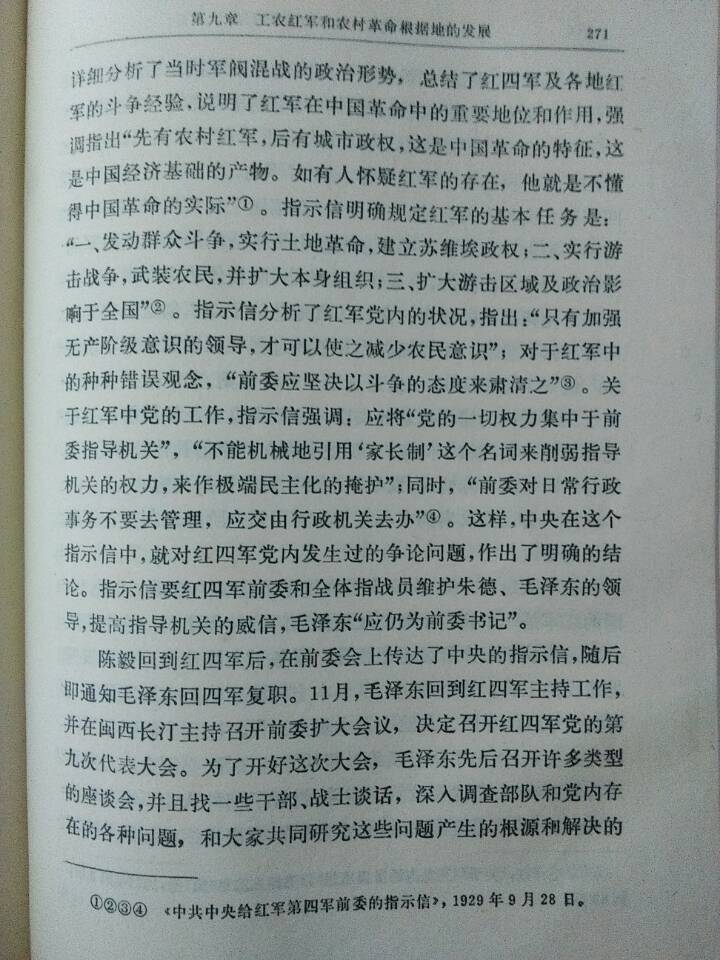 第九章 工农红军和农村革命根据地的发展 271
详细分析了当时军阀混战的政治形势，总结了红四军及各地红
军的斗争经验，说明了红军在中国革命中的重要地位和作用，强
调指出“先有农村红军，后有城市政权，这是中国革命的特征，这
是中国经济基础的产物。如有人怀疑红军的存在，他就是不懂
得中国革命的实际”①。指示信明确规定红军的基本任务是：
“一、发动群众斗争，实行土地革命，建立苏维埃政权；二、实行游
击战争，武装农民，并扩大本身组织；三、扩大游击区域及政治影
响于全国”②。指示信分析了红军党内的状况，指出：“只有加强
无产阶级意识的领导，才可以使之减少农民意识”；对于红军中
的种种错误观念，“前委应坚决以斗争的态度来肃清之”③。关
于红军中党的工作，指示信强调：应将“党的一切权力集中于前
委指导机关”，“不能机械地引用‘家长制’这个名词来削弱指导
机关的权力，来作极端民主化的掩护”；同时，“前委对日常行政
事务不要去管理，应交由行政机关去办”④。这样，中央在这个
指示信中，就对红四军党内发生过的争论问题，作出了明确的结
论。指示信要红四军前委和全体指战员维护朱德、毛泽东的领
导，提高指导机关的威信，毛泽东“应仍为前委书记”。
陈毅回到红四军后，在前委会上传达了中央的指示信，随后
即通知毛泽东回四军复职。11月，毛泽东回到红四军主持工作，
并在闽西长汀主持召开前委扩大会议，决定召开红四军党的第
九次代表大会。为了开好这次大会，毛泽东先后召开许多类型
的座谈会，并且找一些干部、战士谈话，深入调查部队和党内存
在的各种问题，和大家共同研究这些问题产生的根源和解决的
①②③④ 《中共中央给红军第四军前委的指示信》，1929年9月28日。